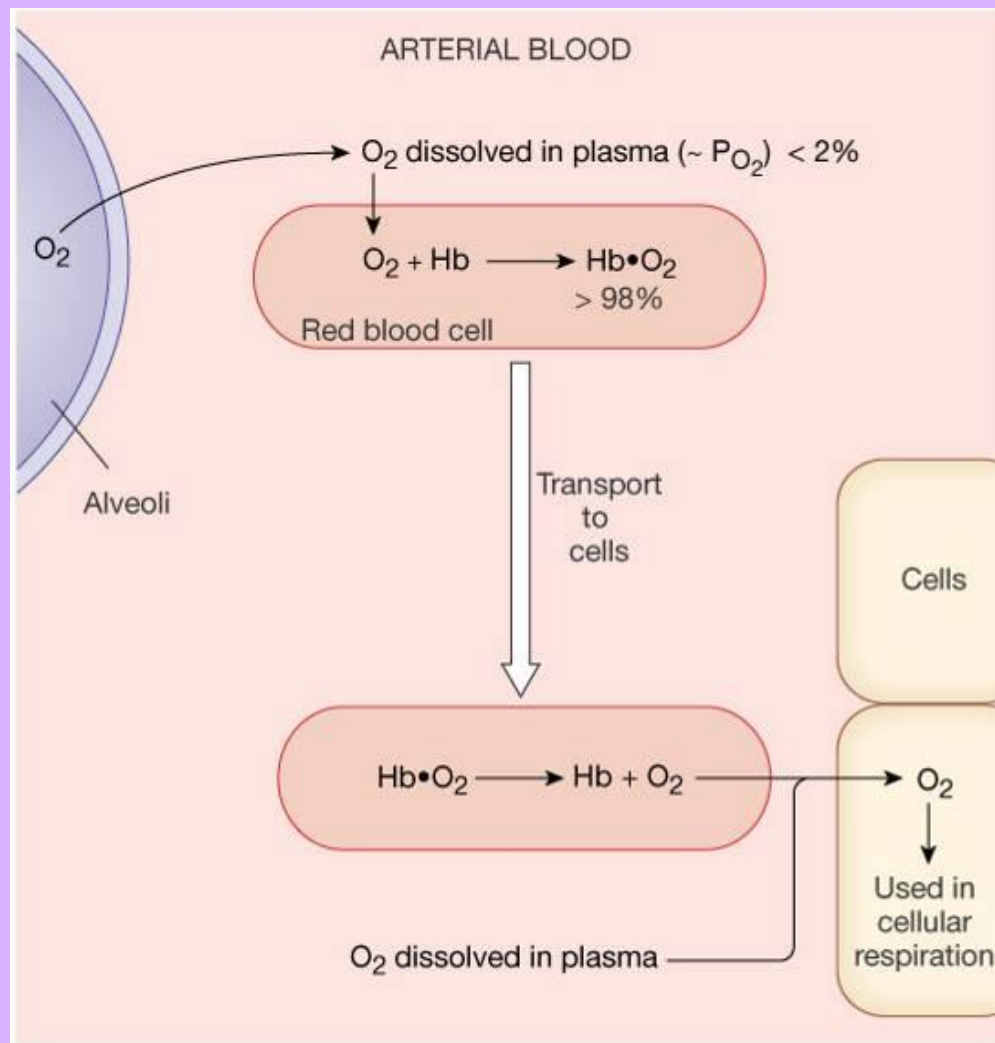 ARTERIAL BLOOD
O₂ dissolved in plasma (~ P_O₂) < 2%
O₂
O₂ + Hb → Hb•O₂
> 98%
Red blood cell
Alveoli
Transport
to
cells
Cells
Hb•O₂ → Hb + O₂
O₂
Used in
cellular
respiration
O₂ dissolved in plasma